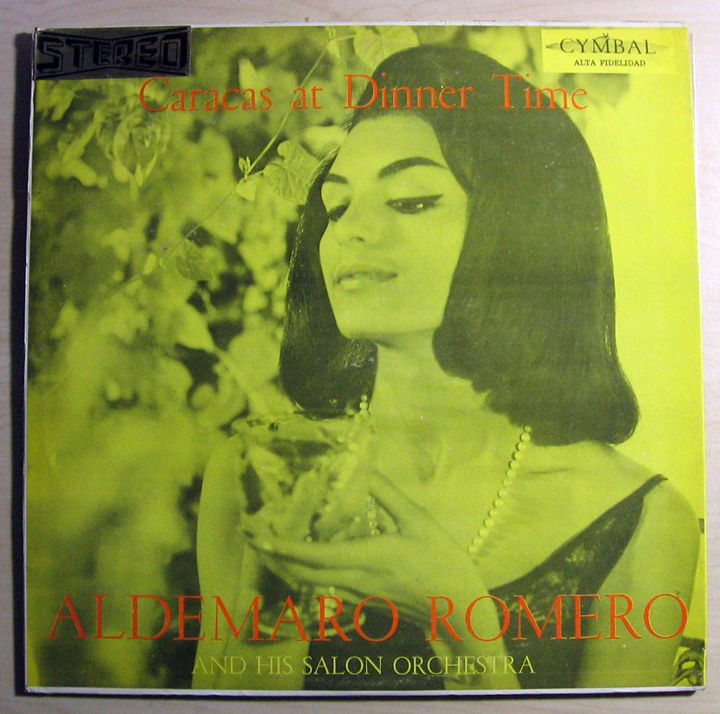 STEREO
CYMBAL
ALTA FIDELIDAD
Caracas at Dinner Time
ALDEMARO ROMERO
AND HIS SALON ORCHESTRA